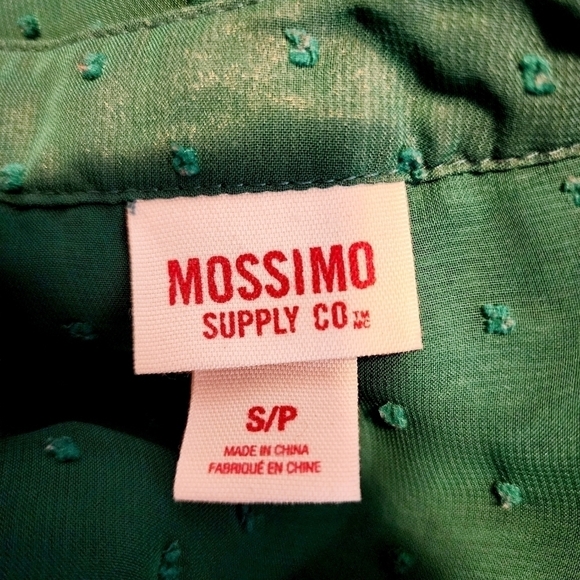 MOSSIMO
SUPPLY CO.™ MC
S/P
MADE IN CHINA
FABRIQUÉ EN CHINE